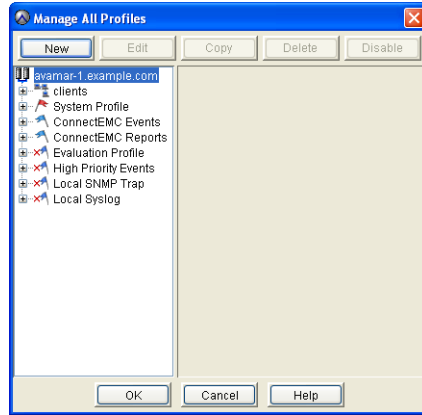 Manage All Profiles
New Edit Copy Delete Disable
avamar-1.example.com
clients
System Profile
ConnectEMC Events
ConnectEMC Reports
Evaluation Profile
High Priority Events
Local SNMP Trap
Local Syslog
OK Cancel Help